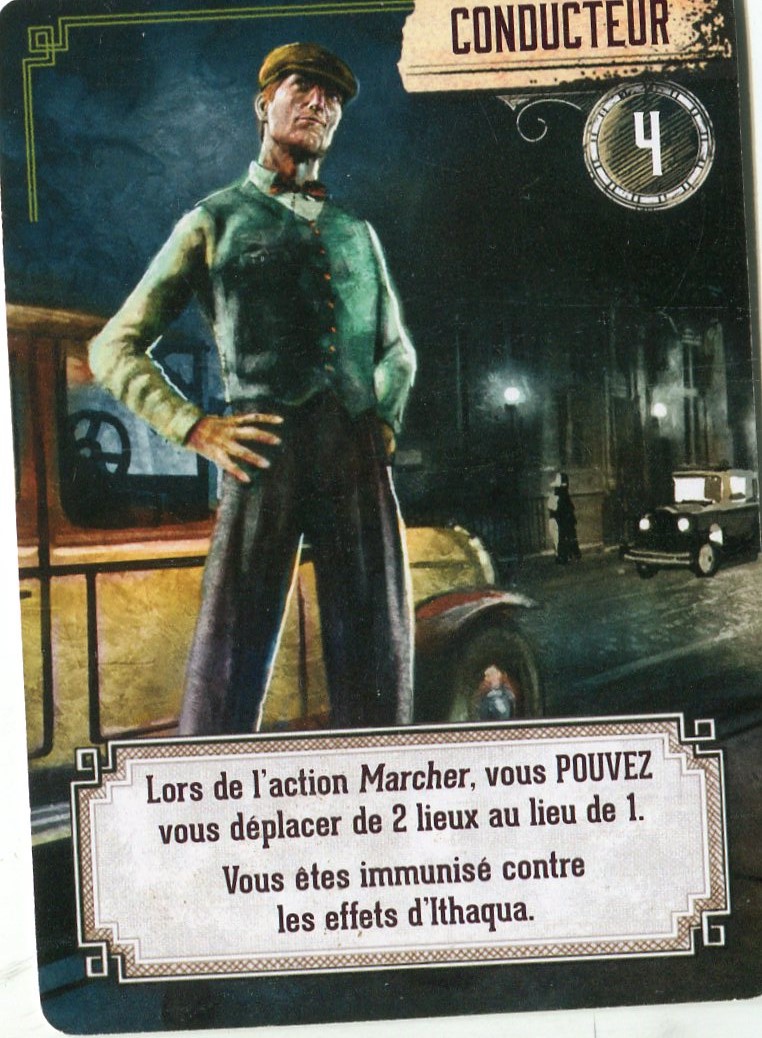 CONDUCTEUR
4
Lors de l'action Marcher, vous POUVEZ
vous déplacer de 2 lieux au lieu de 1.
Vous êtes immunisé contre
les effets d'Ithaqua.